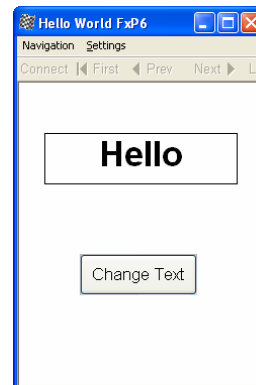 Hello World FxP6
Navigation Settings
Connect First Prev Next L
Hello
Change Text